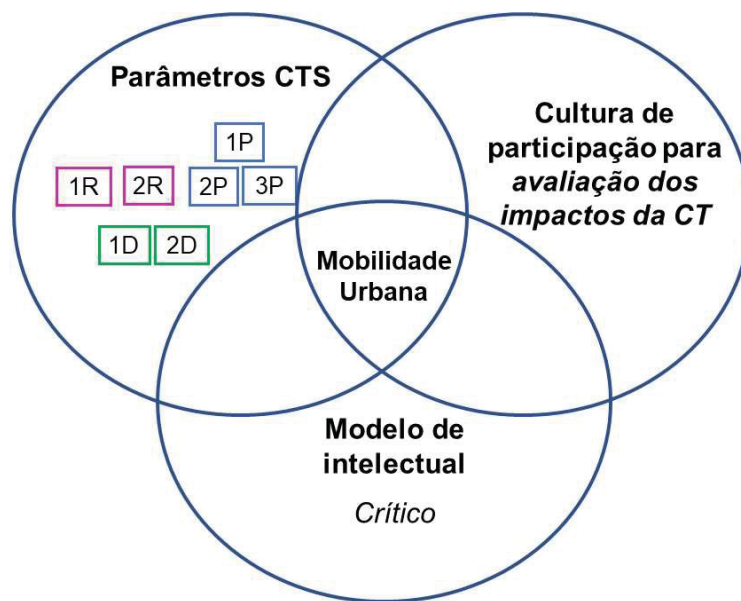 Parâmetros CTS
1P
1R 2R 2P 3P
1D 2D
Cultura de
participação para
avaliação dos
impactos da CT
Mobilidade
Urbana
Modelo de
intelectual
Crítico